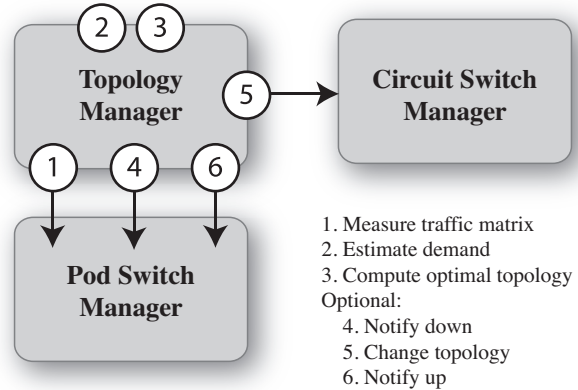 2
3
Topology
Manager
5
Circuit Switch
Manager
1
4
6
Pod Switch
Manager
1. Measure traffic matrix
2. Estimate demand
3. Compute optimal topology
Optional:
4. Notify down
5. Change topology
6. Notify up